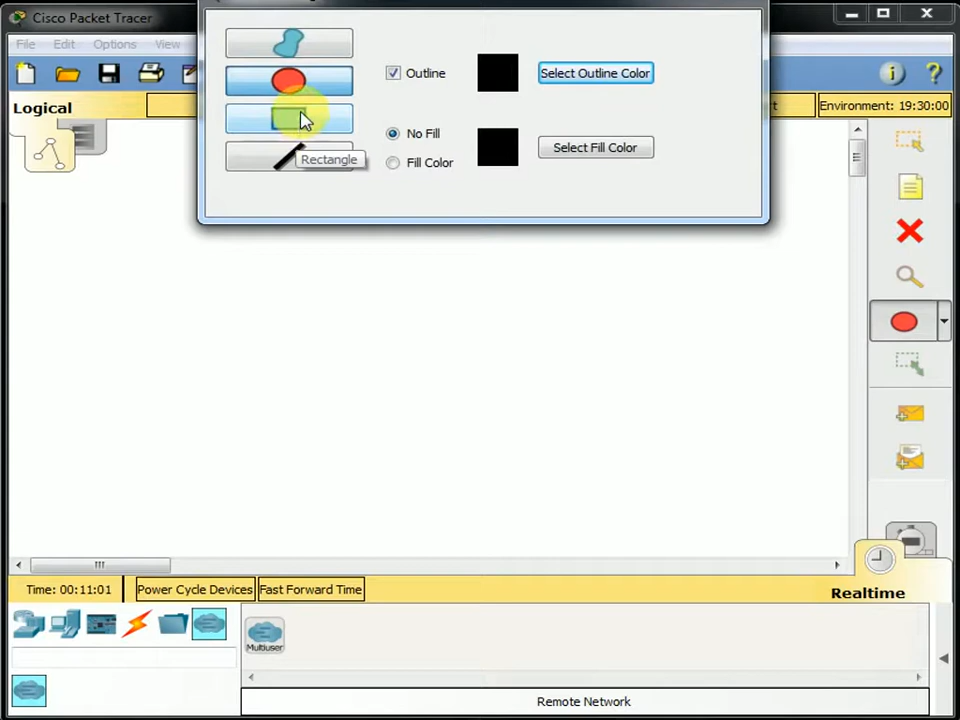 Cisco Packet Tracer
File Edit Options View
Outline
Select Outline Color
No Fill
Select Fill Color
Fill Color
Rectangle
Logical
Environment: 19:30:00
Time: 00:11:01
Power Cycle Devices
Fast Forward Time
Realtime
Multiuser
Remote Network